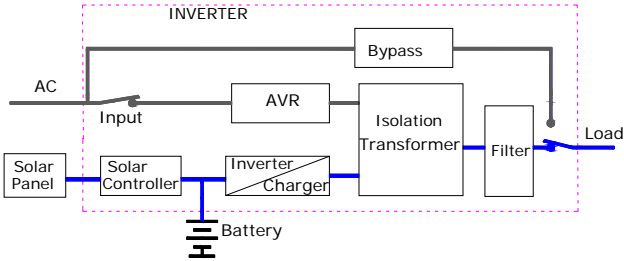 INVERTER
Bypass
AC
Input
AVR
Isolation
Transformer
Filter
Load
Solar
Panel
Solar
Controller
Inverter
Charger
Battery